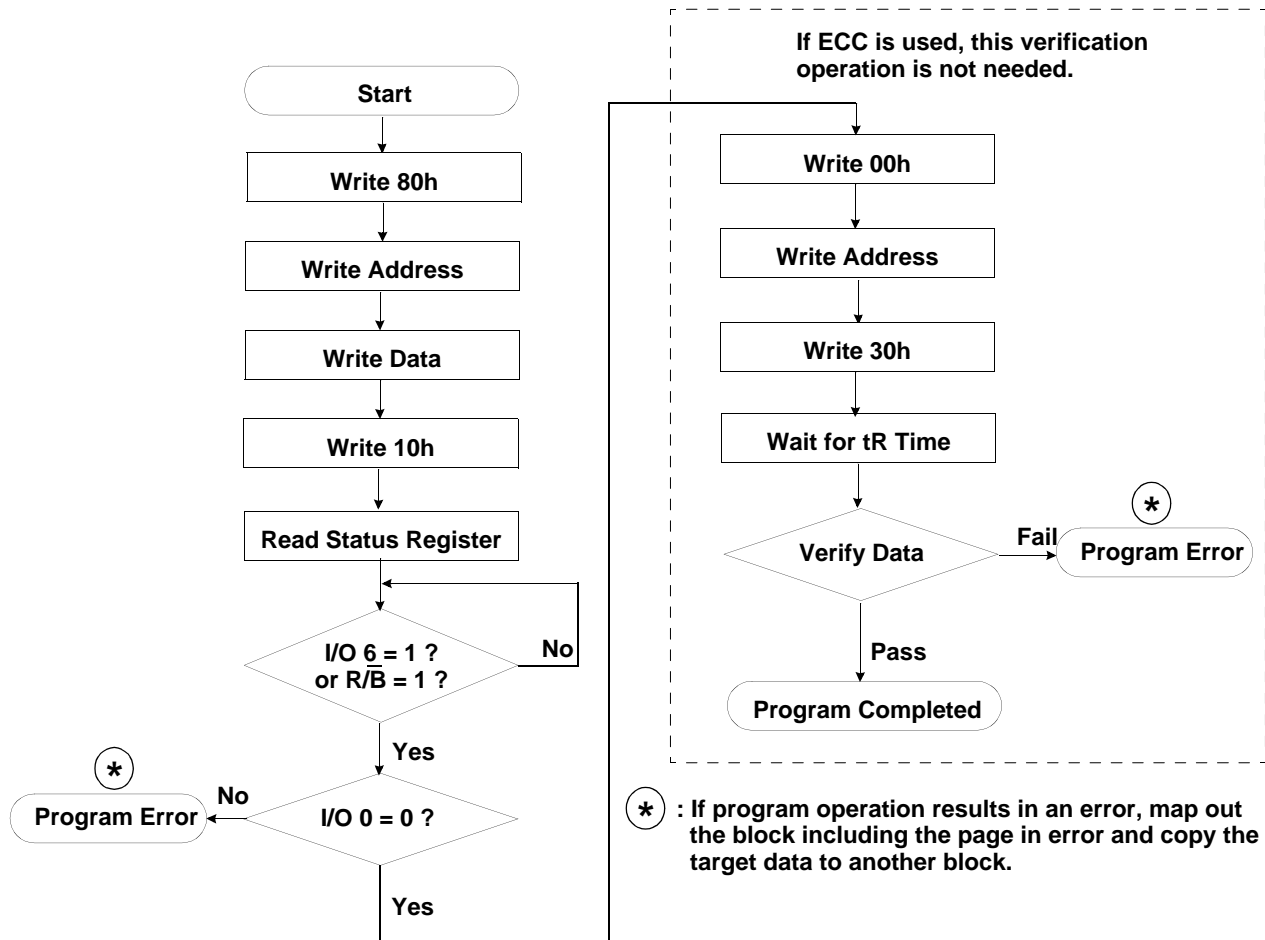 Start
Write 80h
Write Address
Write Data
Write 10h
Read Status Register
I/O 6 = 1 ?
or R/B̅ = 1 ?
No
Yes
*
No
Program Error
I/O 0 = 0 ?
Yes
If ECC is used, this verification
operation is not needed.
Write 00h
Write Address
Write 30h
Wait for tR Time
*
Verify Data
Fail
Program Error
Pass
Program Completed
* : If program operation results in an error, map out
the block including the page in error and copy the
target data to another block.